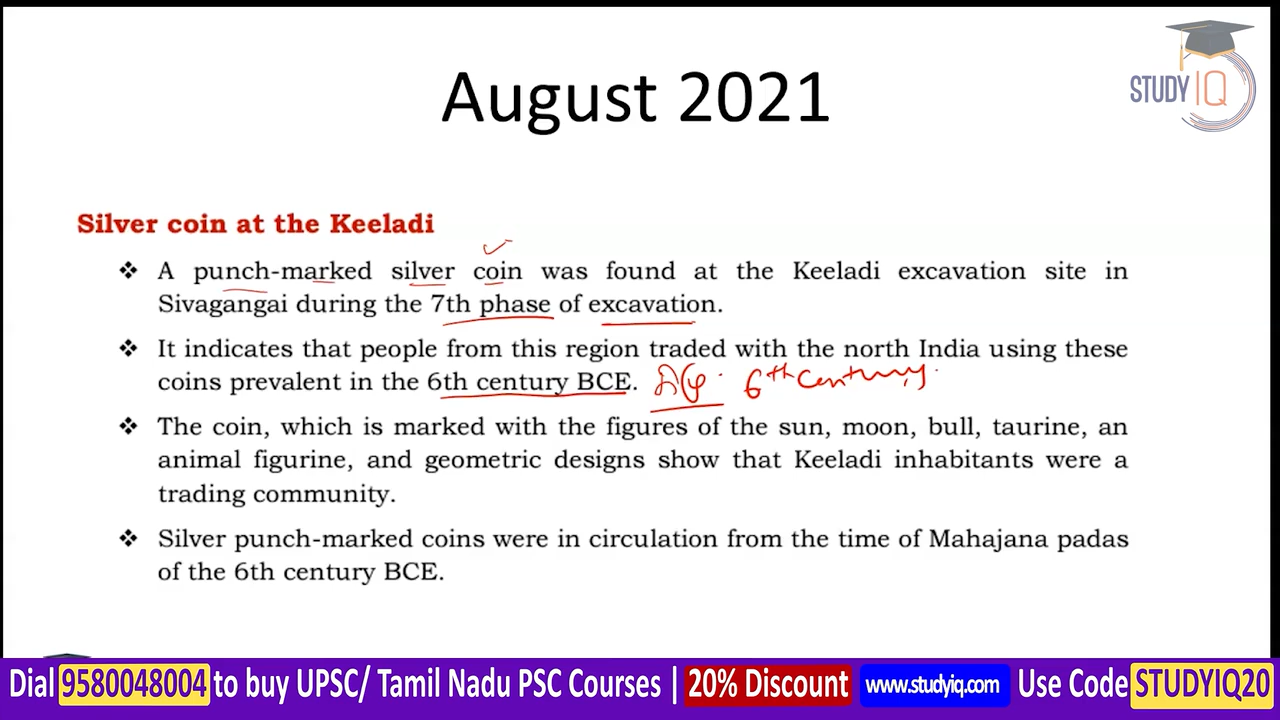 August 2021
STUDY IQ
Silver coin at the Keeladi
❖ A punch-marked silver coin was found at the Keeladi excavation site in
Sivagangai during the 7th phase of excavation.
❖ It indicates that people from this region traded with the north India using these
coins prevalent in the 6th century BCE. 6th century
❖ The coin, which is marked with the figures of the sun, moon, bull, taurine, an
animal figurine, and geometric designs show that Keeladi inhabitants were a
trading community.
❖ Silver punch-marked coins were in circulation from the time of Mahajana padas
of the 6th century BCE.
Dial 9580048004 to buy UPSC/ Tamil Nadu PSC Courses | 20% Discount www.studyiq.com Use Code STUDYIQ20